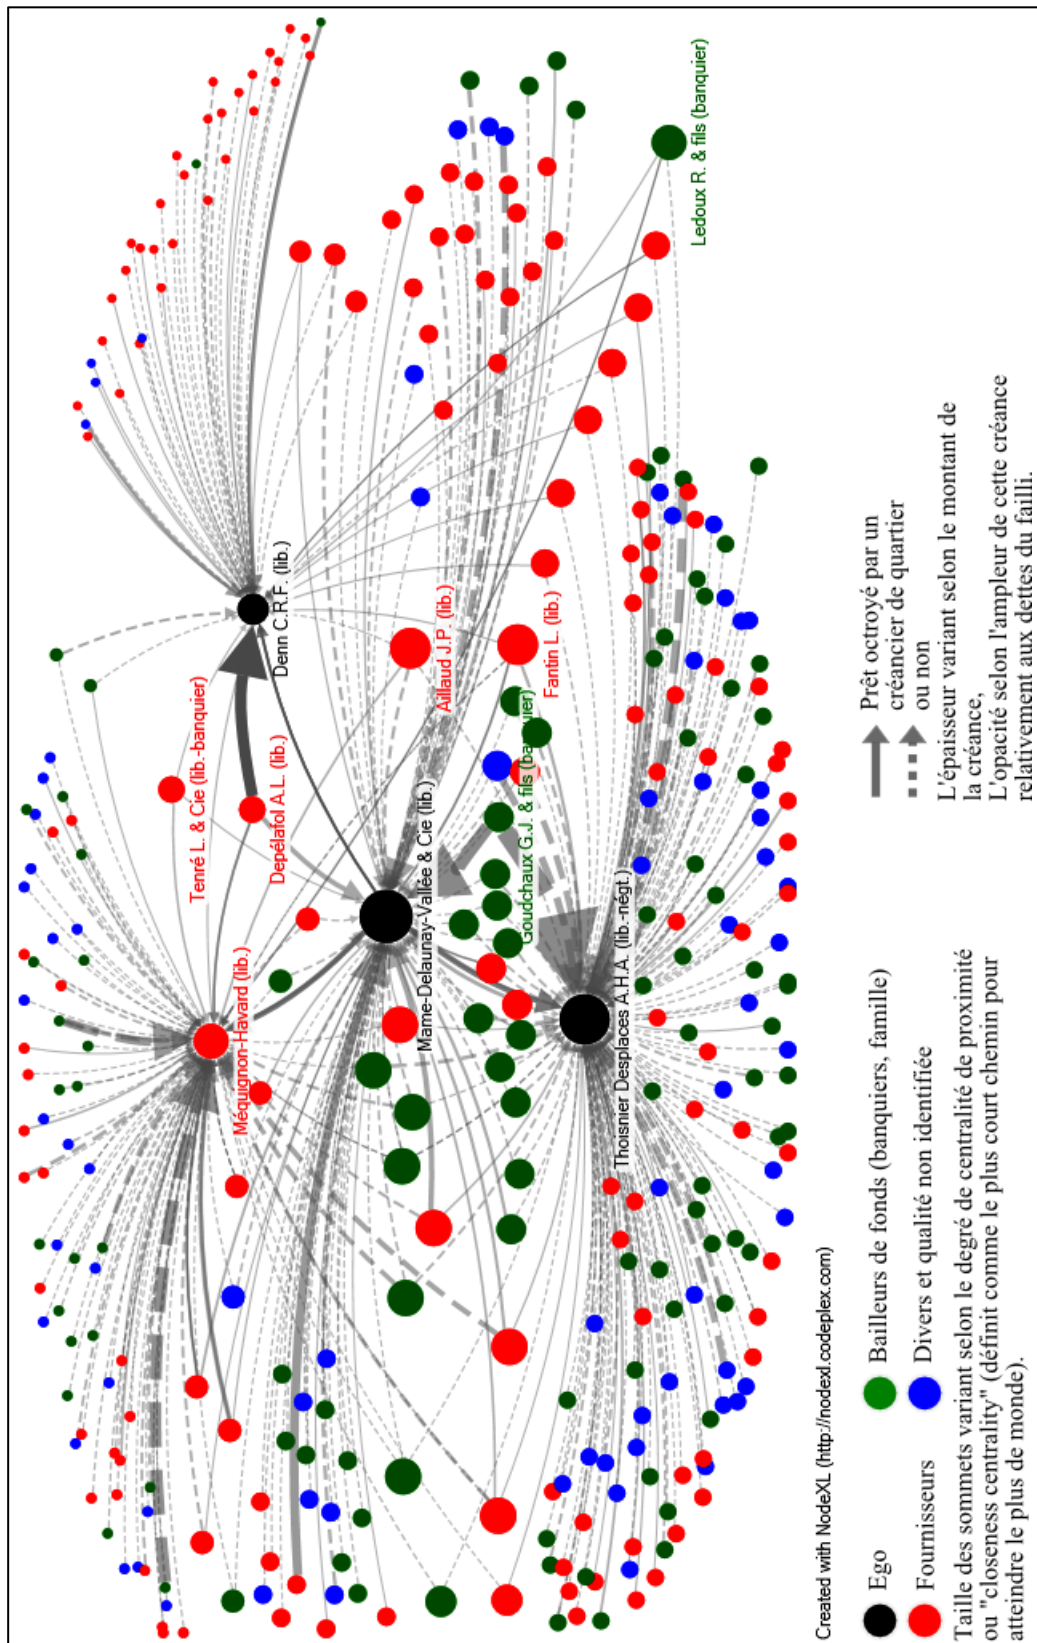 Méquignon-Havard (lib.)
Tenré L. & Cie (lib.-banquier)
Depélafol A.L. (lib.)
Denn C.R.F. (lib.)
Mame-Delaunay-Vallée & Cie (lib.)
Aillaud J.P. (lib.)
Goudchaux G.J. & fils (banquier)
Fantin L. (lib.)
Thoisnier Desplaces A.H.A. (lib.-négt.)
Ledoux R. & fils (banquier)
Created with NodeXL (http://nodexl.codeplex.com)
Ego
Bailleurs de fonds (banquiers, famille)
Fournisseurs
Divers et qualité non identifiée
Taille des sommets variant selon le degré de centralité de proximité
ou "closeness centrality" (définit comme le plus court chemin pour
atteindre le plus de monde).
Prêt octroyé par un
créancier de quartier
ou non
L'épaisseur variant selon le montant de
la créance,
L'opacité selon l'ampleur de cette créance
relativement aux dettes du failli.